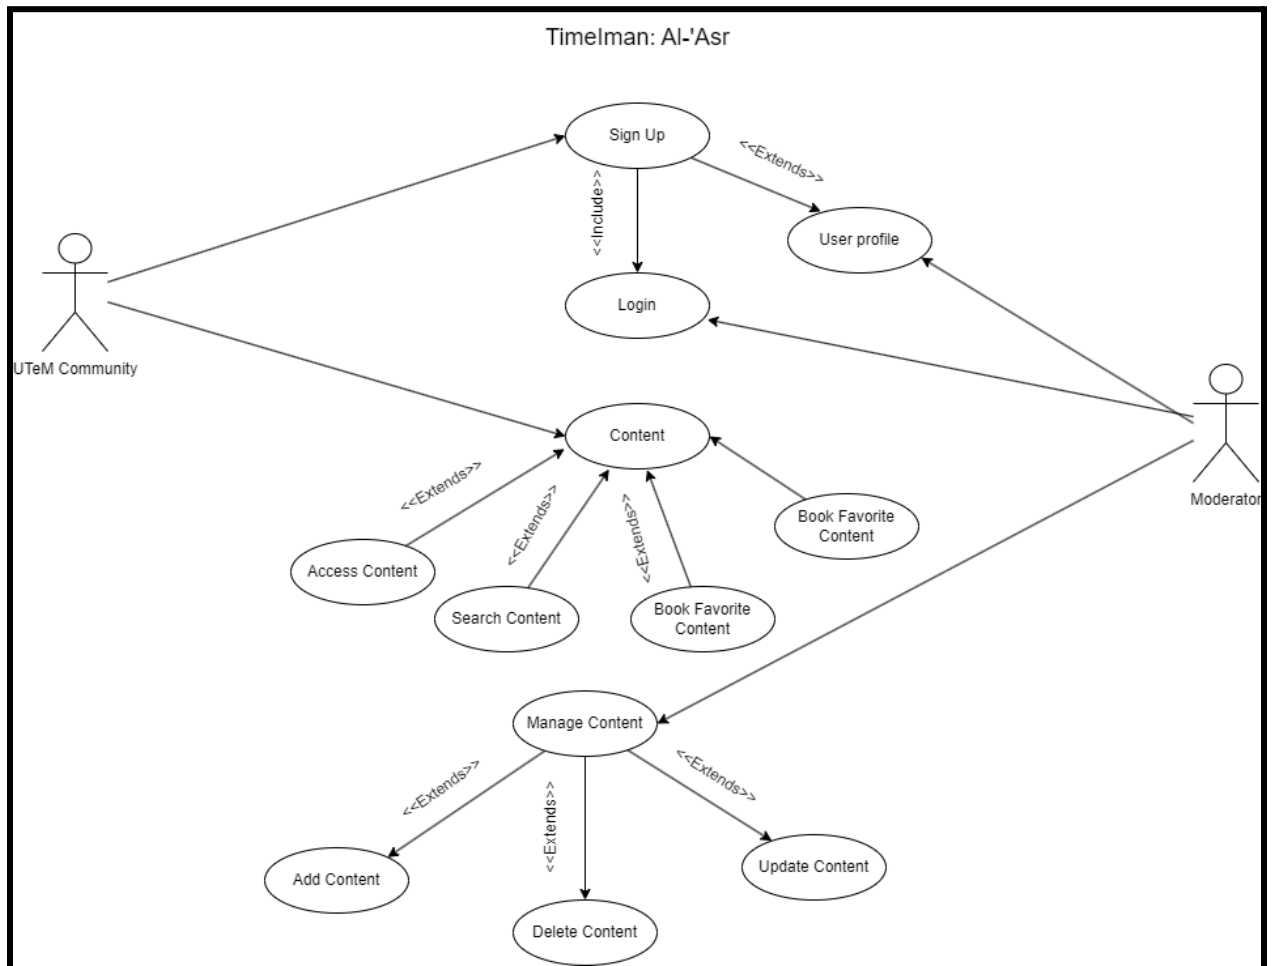 TimeIman: Al-'Asr
Sign Up
<<Extends>>
<<Include>>
User profile
Login
UTeM Community
Content
Moderator
<<Extends>>
<<Extends>>
<<Extends>>
Book Favorite
Content
Access Content
Search Content
Book Favorite
Content
Manage Content
<<Extends>>
<<Extends>>
<<Extends>>
Add Content
Update Content
Delete Content